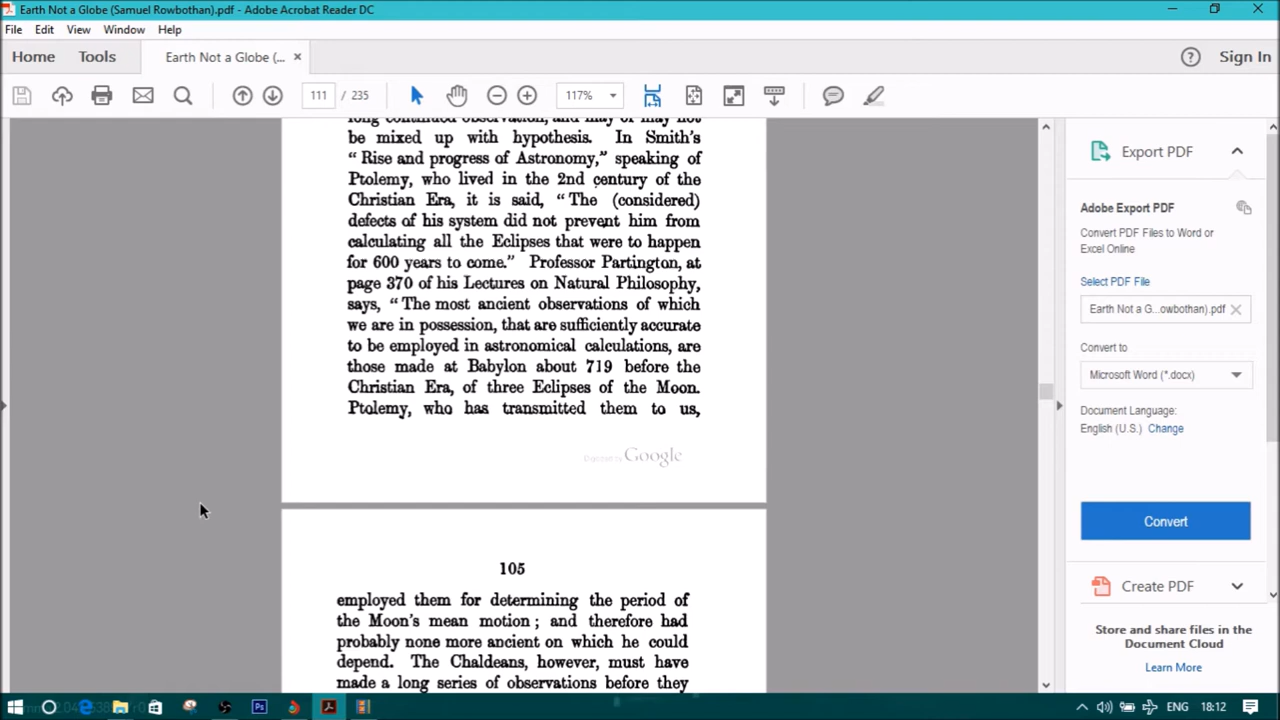 Earth Not a Globe (Samuel Rowbothan).pdf - Adobe Acrobat Reader DC
File Edit View Window Help
Home Tools Earth Not a Globe (... × Sign In
111 / 235 117%
long continued observation, and may or may not
be mixed up with hypothesis. In Smith's
“ Rise and progress of Astronomy,” speaking of
Ptolemy, who lived in the 2nd century of the
Christian Era, it is said, “The (considered)
defects of his system did not prevent him from
calculating all the Eclipses that were to happen
for 600 years to come.” Professor Partington, at
page 370 of his Lectures on Natural Philosophy,
says, “The most ancient observations of which
we are in possession, that are sufficiently accurate
to be employed in astronomical calculations, are
those made at Babylon about 719 before the
Christian Era, of three Eclipses of the Moon.
Ptolemy, who has transmitted them to us,
Digitized by Google
105
employed them for determining the period of
the Moon's mean motion ; and therefore had
probably none more ancient on which he could
depend. The Chaldeans, however, must have
made a long series of observations before they
Export PDF
Adobe Export PDF
Convert PDF Files to Word or
Excel Online
Select PDF File
Earth Not a G...owbothan).pdf ×
Convert to
Microsoft Word (*.docx)
Document Language:
English (U.S.) Change
Convert
Create PDF
Store and share files in the
Document Cloud
Learn More
ENG 18:12